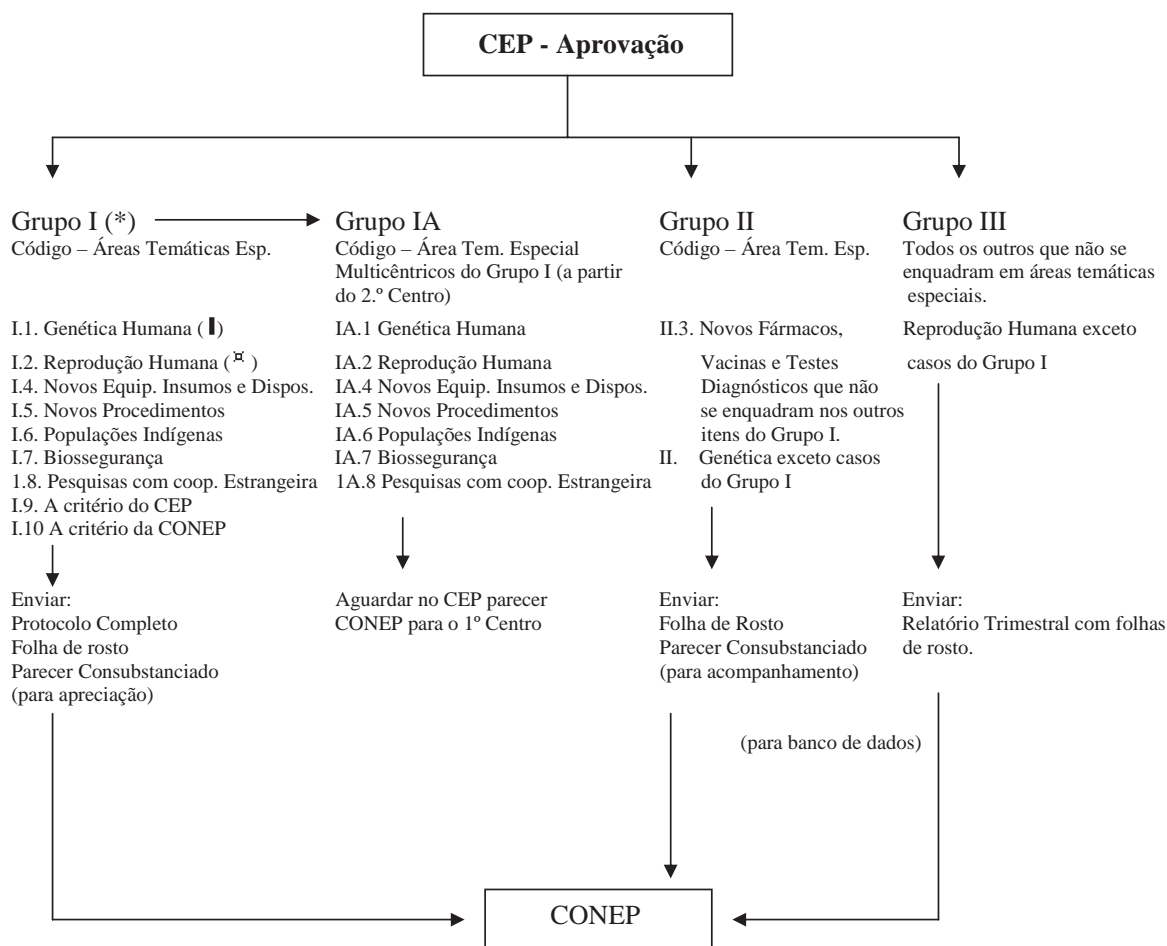 CEP - Aprovação
Grupo I (*)
Código – Áreas Temáticas Esp.
I.1. Genética Humana (▌)
I.2. Reprodução Humana (¤)
I.4. Novos Equip. Insumos e Dispos.
I.5. Novos Procedimentos
I.6. Populações Indígenas
I.7. Biossegurança
1.8. Pesquisas com coop. Estrangeira
I.9. A critério do CEP
I.10 A critério da CONEP
Enviar:
Protocolo Completo
Folha de rosto
Parecer Consubstanciado
(para apreciação)
Grupo IA
Código – Área Tem. Especial
Multicêntricos do Grupo I (a partir
do 2.º Centro)
IA.1 Genética Humana
IA.2 Reprodução Humana
IA.4 Novos Equip. Insumos e Dispos.
IA.5 Novos Procedimentos
IA.6 Populações Indígenas
IA.7 Biossegurança
1A.8 Pesquisas com coop. Estrangeira
Aguardar no CEP parecer
CONEP para o 1º Centro
Grupo II
Código – Área Tem. Esp.
II.3. Novos Fármacos,
Vacinas e Testes
Diagnósticos que não
se enquadram nos outros
itens do Grupo I.
II. Genética exceto casos
do Grupo I
Enviar:
Folha de Rosto
Parecer Consubstanciado
(para acompanhamento)
Grupo III
Todos os outros que não se
enquadram em áreas temáticas
especiais.
Reprodução Humana exceto
casos do Grupo I
Enviar:
Relatório Trimestral com folhas
de rosto.
(para banco de dados)
CONEP